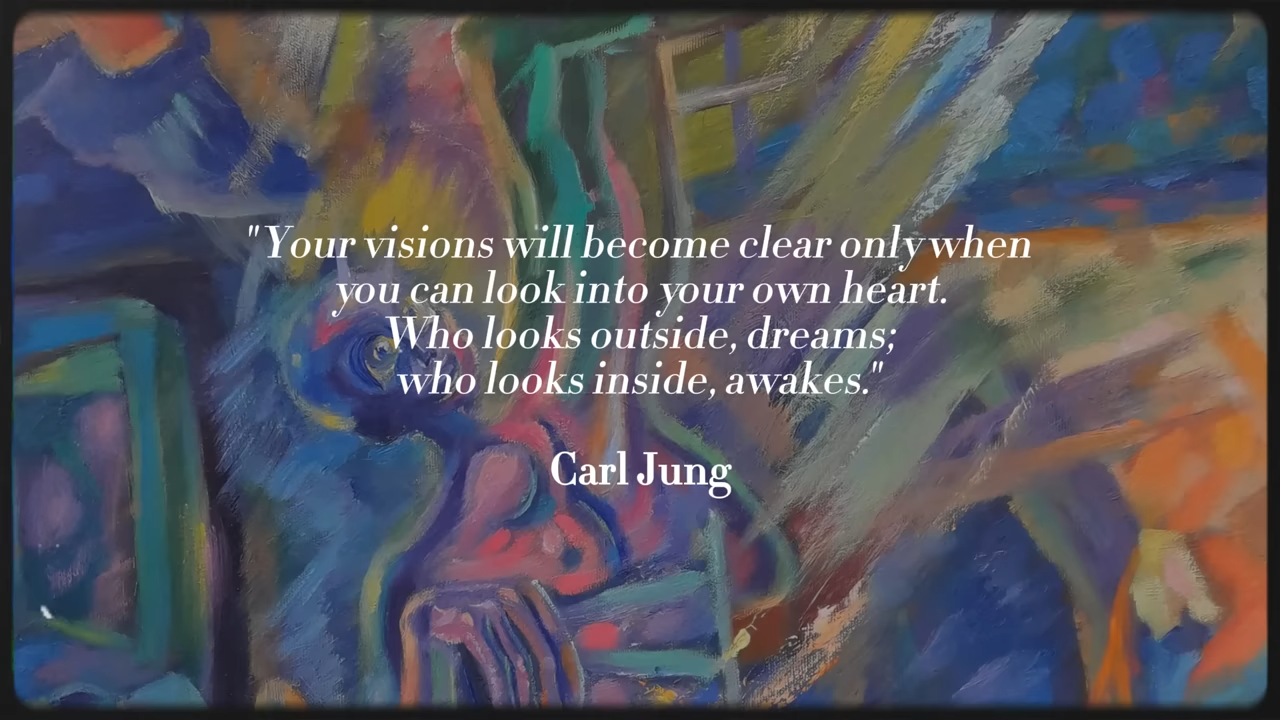 "Your visions will become clear only when
you can look into your own heart.
Who looks outside, dreams;
who looks inside, awakes."
Carl Jung